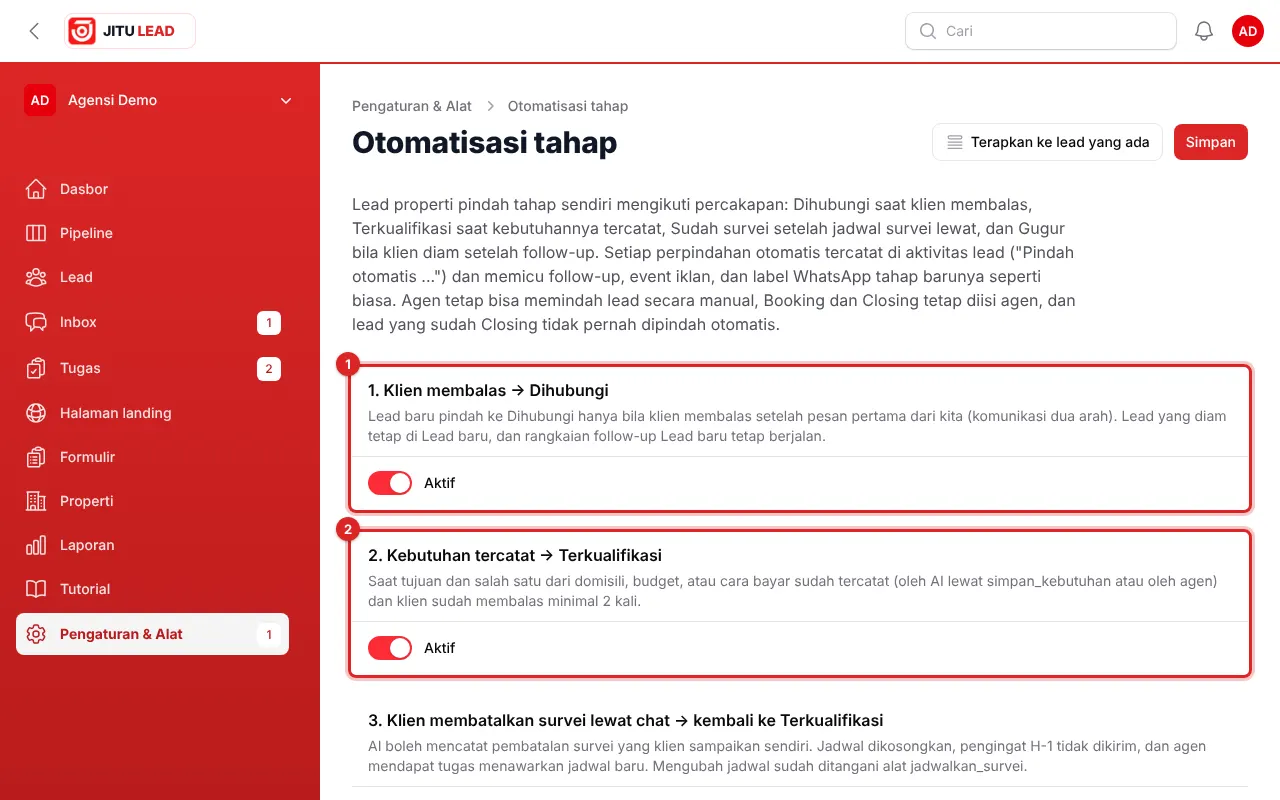 JITU LEAD
Cari
AD
AD
Agensi Demo
Dasbor
Pipeline
Lead
Inbox
1
Tugas
2
Halaman landing
Formulir
Properti
Laporan
Tutorial
Pengaturan & Alat
1
Pengaturan & Alat
Otomatisasi tahap
Otomatisasi tahap
Terapkan ke lead yang ada
Simpan
Lead properti pindah tahap sendiri mengikuti percakapan: Dihubungi saat klien membalas,
Terkualifikasi saat kebutuhannya tercatat, Sudah survei setelah jadwal survei lewat, dan Gugur
bila klien diam setelah follow-up. Setiap perpindahan otomatis tercatat di aktivitas lead ("Pindah
otomatis ...") dan memicu follow-up, event iklan, dan label WhatsApp tahap barunya seperti
biasa. Agen tetap bisa memindah lead secara manual, Booking dan Closing tetap diisi agen, dan
lead yang sudah Closing tidak pernah dipindah otomatis.
1
1. Klien membalas → Dihubungi
Lead baru pindah ke Dihubungi hanya bila klien membalas setelah pesan pertama dari kita (komunikasi dua arah). Lead yang diam
tetap di Lead baru, dan rangkaian follow-up Lead baru tetap berjalan.
Aktif
2
2. Kebutuhan tercatat → Terkualifikasi
Saat tujuan dan salah satu dari domisili, budget, atau cara bayar sudah tercatat (oleh AI lewat simpan_kebutuhan atau oleh agen)
dan klien sudah membalas minimal 2 kali.
Aktif
3. Klien membatalkan survei lewat chat → kembali ke Terkualifikasi
AI boleh mencatat pembatalan survei yang klien sampaikan sendiri. Jadwal dikosongkan, pengingat H-1 tidak dikirim, dan agen
mendapat tugas menawarkan jadwal baru. Mengubah jadwal sudah ditangani alat jadwalkan_survei.